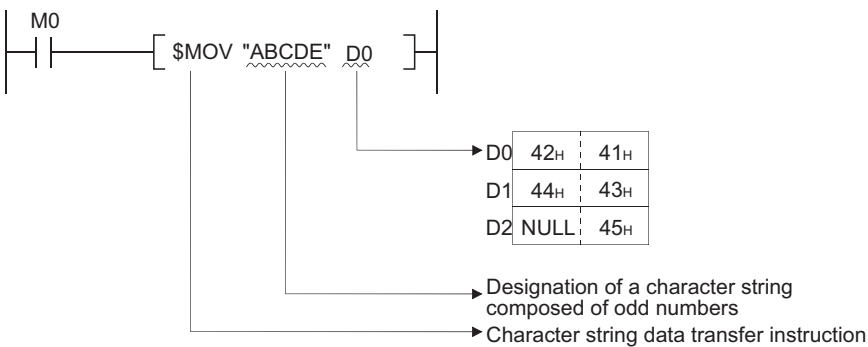 M0
$MOV "ABCDE" D0
D0 42H 41H
D1 44H 43H
D2 NULL 45H
Designation of a character string
composed of odd numbers
Character string data transfer instruction